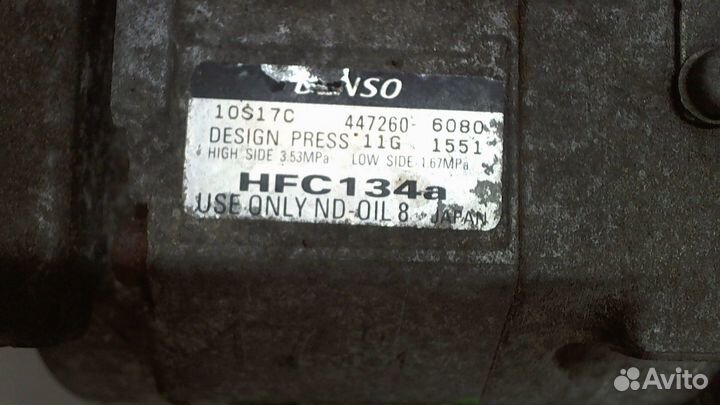 DENSO
10S17C 447260- 6080
DESIGN PRESS 11G 1551
HIGH SIDE 3.53MPa LOW SIDE 1.67MPa
HFC134a
USE ONLY ND-OIL 8 JAPAN
Avito